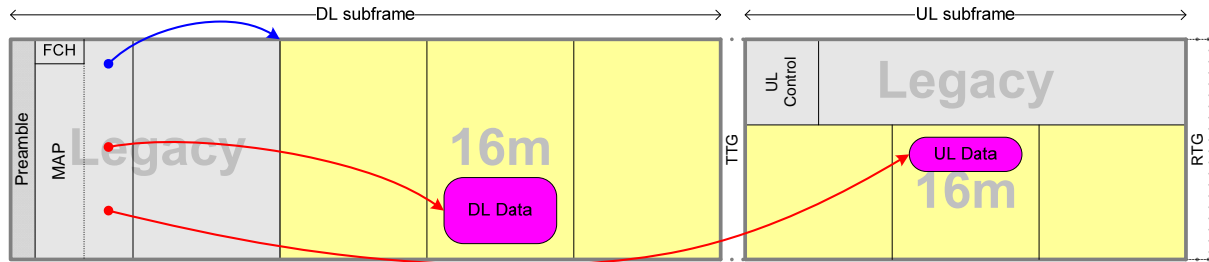 DL subframe
UL subframe
FCH
Preamble
MAP
Legacy
16m
DL Data
TTG
UL
Control
Legacy
UL Data
16m
RTG